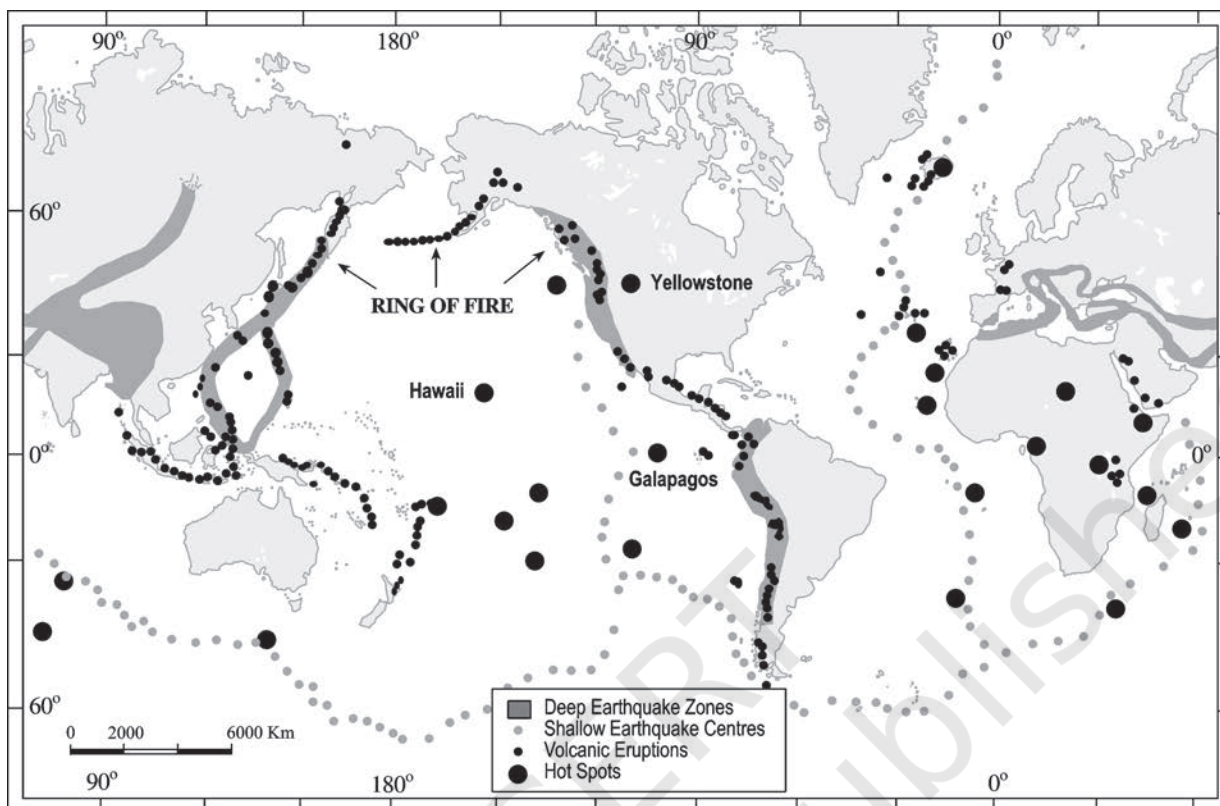 90º 180º 90º 0º
60º
Yellowstone
RING OF FIRE
Hawaii
0º 0º
Galapagos
60º
Deep Earthquake Zones
Shallow Earthquake Centres
Volcanic Eruptions
Hot Spots
0 2000 6000 Km
90º 180º 0º